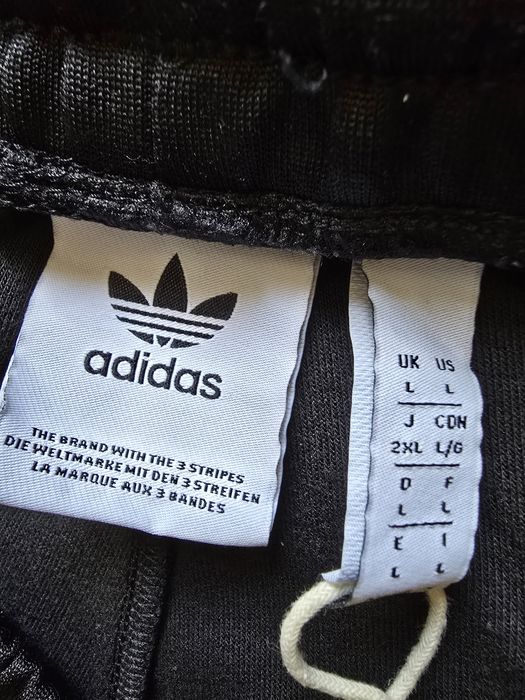 adidas
THE BRAND WITH THE 3 STRIPES
DIE WELTMARKE MIT DEN 3 STREIFEN
LA MARQUE AUX 3 BANDES
UK US
L L
J CDN
2XL L/G
D F
L L
E I
L L